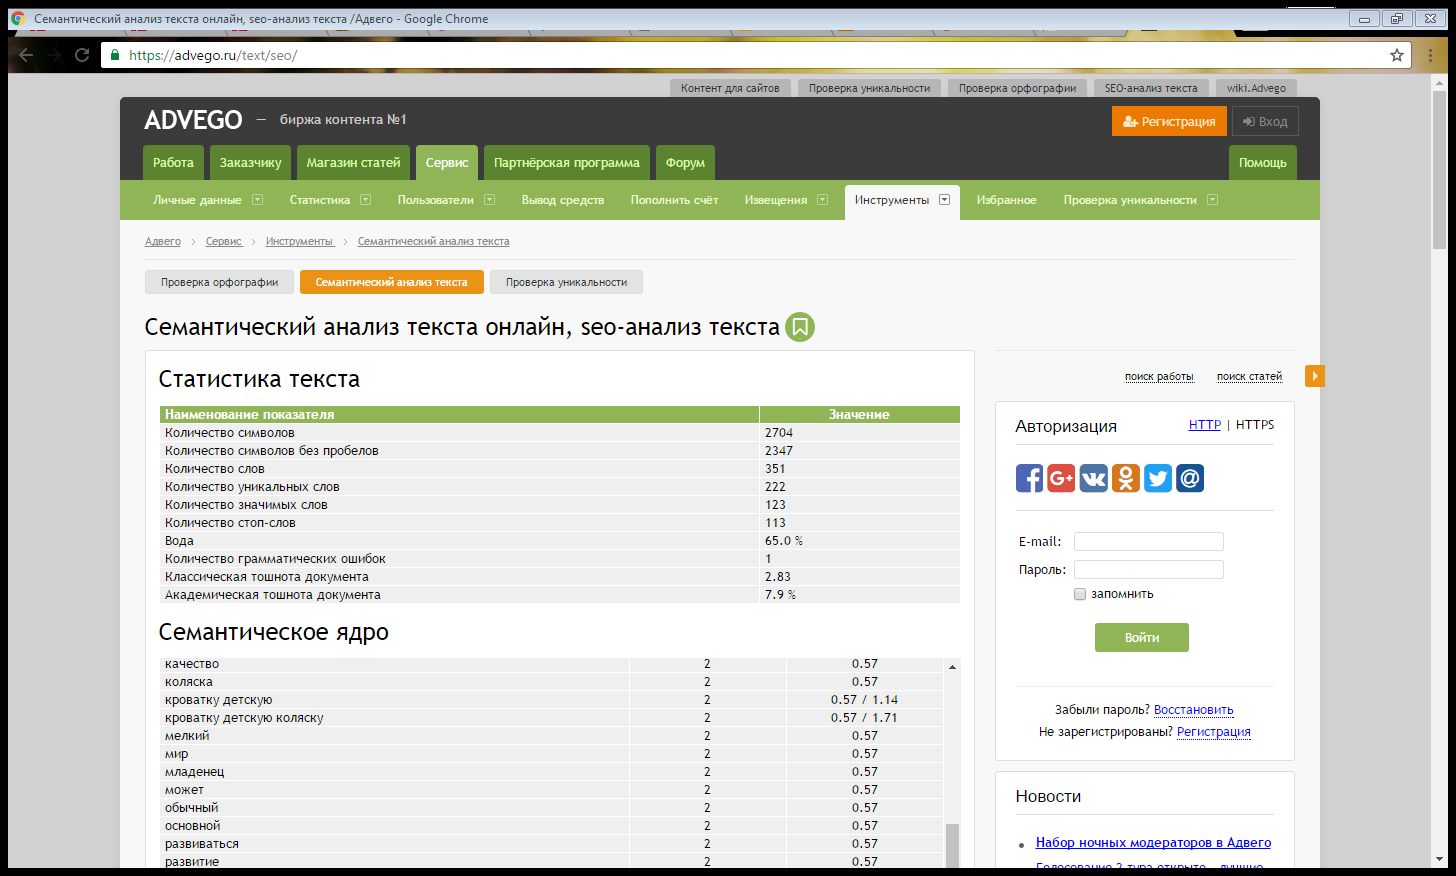 Семантический анализ текста онлайн, seo-анализ текста /Адвего - Google Chrome
https://advego.ru/text/seo/
Контент для сайтов Проверка уникальности Проверка орфографии SEO-анализ текста wiki.Advego
ADVEGO — биржа контента №1 Регистрация Вход
Работа Заказчику Магазин статей Сервис Партнёрская программа Форум Помощь
Личные данные Статистика Пользователи Вывод средств Пополнить счёт Извещения Инструменты Избранное Проверка уникальности
Адвего > Сервис > Инструменты > Семантический анализ текста
Проверка орфографии Семантический анализ текста Проверка уникальности
Семантический анализ текста онлайн, seo-анализ текста
Статистика текста
Наименование показателя Значение
Количество символов 2704
Количество символов без пробелов 2347
Количество слов 351
Количество уникальных слов 222
Количество значимых слов 123
Количество стоп-слов 113
Вода 65.0 %
Количество грамматических ошибок 1
Классическая тошнота документа 2.83
Академическая тошнота документа 7.9 %
Семантическое ядро
качество 2 0.57
коляска 2 0.57
кроватку детскую 2 0.57 / 1.14
кроватку детскую коляску 2 0.57 / 1.71
мелкий 2 0.57
мир 2 0.57
младенец 2 0.57
может 2 0.57
обычный 2 0.57
основной 2 0.57
развиваться 2 0.57
развитие 2 0.57
поиск работы поиск статей
Авторизация HTTP | HTTPS
E-mail:
Пароль:
запомнить
Войти
Забыли пароль? Восстановить
Не зарегистрированы? Регистрация
Новости
Набор ночных модераторов в Адвего
Голосование 2 тура открыто - лучшие